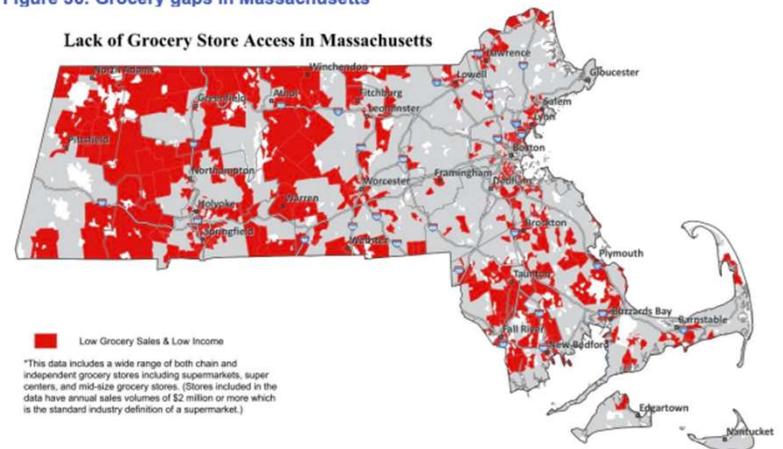 Figure 30: Grocery gaps in Massachusetts
Lack of Grocery Store Access in Massachusetts
Lawrence
Winchendon
North Adams
Lowell
Gloucester
Greenfield
Athol
Fitchburg
Leominster
Salem
Lynn
Pittsfield
Boston
Northampton
Worcester
Framingham
Dedham
Holyoke
Warren
Springfield
Webster
Brockton
Plymouth
Taunton
Buzzards Bay
Barnstable
Fall River
New Bedford
Edgartown
Nantucket
Low Grocery Sales & Low Income
*This data includes a wide range of both chain and
independent grocery stores including supermarkets, super
centers, and mid-size grocery stores. (Stores included in the
data have annual sales volumes of $2 million or more which
is the standard industry definition of a supermarket.)